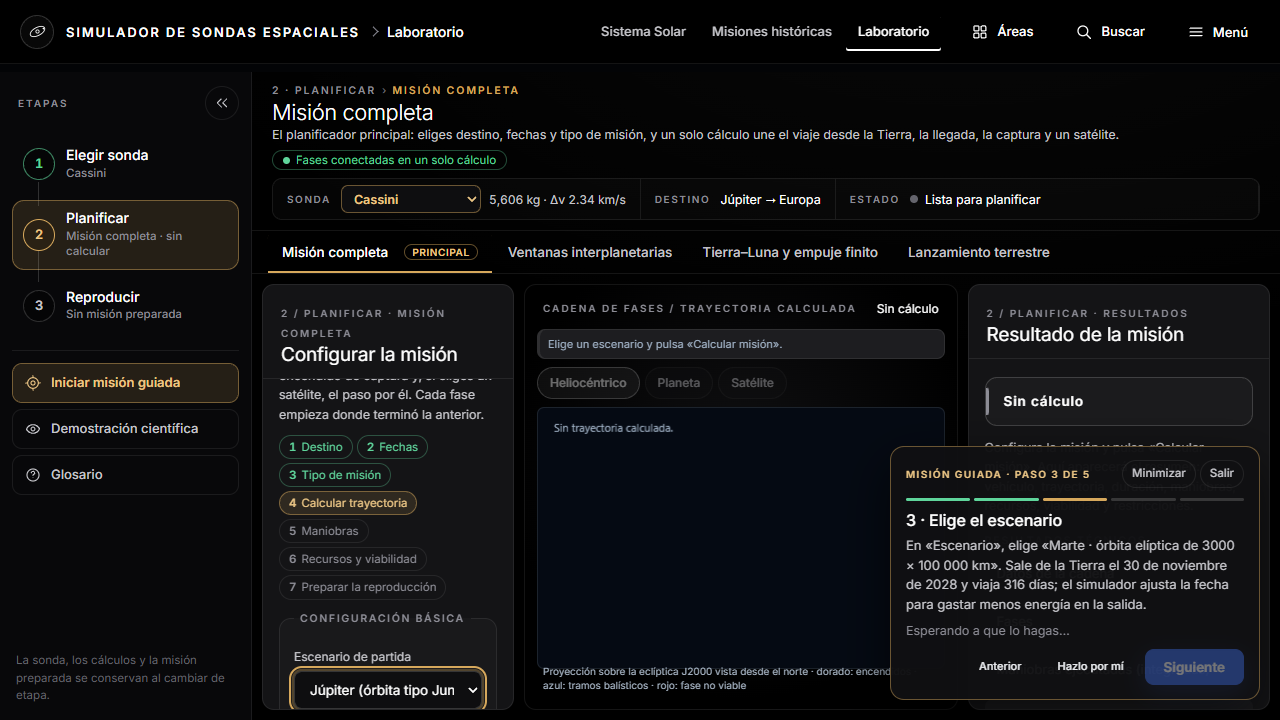 SIMULADOR DE SONDAS ESPACIALES
Laboratorio
Sistema Solar
Misiones históricas
Laboratorio
Áreas
Buscar
Menú
ETAPAS
1
Elegir sonda
Cassini
2
Planificar
Misión completa · sin
calcular
3
Reproducir
Sin misión preparada
Iniciar misión guiada
Demostración científica
Glosario
La sonda, los cálculos y la misión
preparada se conservan al cambiar de
etapa.
2 · PLANIFICAR › MISIÓN COMPLETA
Misión completa
El planificador principal: eliges destino, fechas y tipo de misión, y un solo cálculo une el viaje desde la Tierra, la llegada, la captura y un satélite.
Fases conectadas en un solo cálculo
SONDA
Cassini
5,606 kg · Δv 2.34 km/s
DESTINO
Júpiter → Europa
ESTADO
Lista para planificar
Misión completa
PRINCIPAL
Ventanas interplanetarias
Tierra–Luna y empuje finito
Lanzamiento terrestre
2 / PLANIFICAR · MISIÓN
COMPLETA
Configurar la misión
satélite, el paso por él. Cada fase
empieza donde terminó la anterior.
1 Destino
2 Fechas
3 Tipo de misión
4 Calcular trayectoria
5 Maniobras
6 Recursos y viabilidad
7 Preparar la reproducción
CONFIGURACIÓN BÁSICA
Escenario de partida
Júpiter (órbita tipo Jun
CADENA DE FASES / TRAYECTORIA CALCULADA
Sin cálculo
Elige un escenario y pulsa «Calcular misión».
Heliocéntrico
Planeta
Satélite
Sin trayectoria calculada.
Proyección sobre la eclíptica J2000 vista desde el norte · dorado: encend
azul: tramos balísticos · rojo: fase no viable
2 / PLANIFICAR · RESULTADOS
Resultado de la misión
Sin cálculo
MISIÓN GUIADA · PASO 3 DE 5
Minimizar
Salir
3 · Elige el escenario
En «Escenario», elige «Marte · órbita elíptica de 3000
× 100 000 km». Sale de la Tierra el 30 de noviembre
de 2028 y viaja 316 días; el simulador ajusta la fecha
para gastar menos energía en la salida.
Esperando a que lo hagas…
Anterior
Hazlo por mí
Siguiente